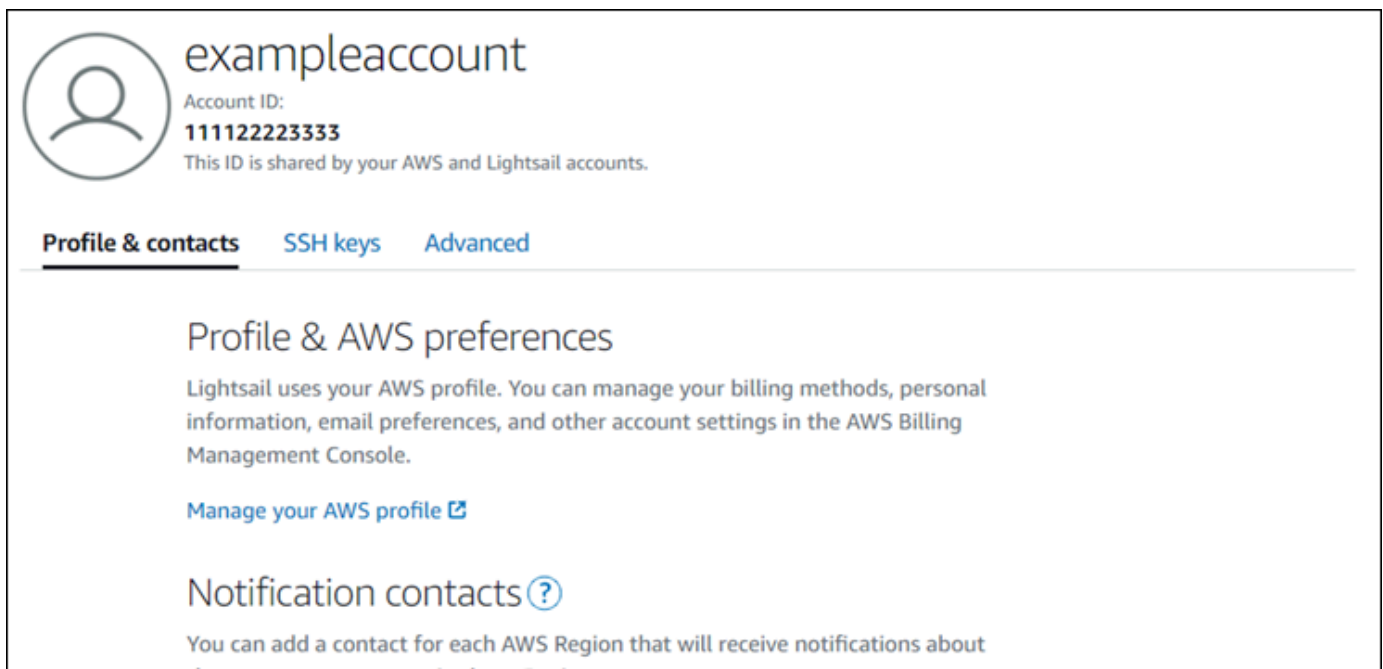 exampleaccount
Account ID:
111122223333
This ID is shared by your AWS and Lightsail accounts.
Profile & contacts SSH keys Advanced
Profile & AWS preferences
Lightsail uses your AWS profile. You can manage your billing methods, personal
information, email preferences, and other account settings in the AWS Billing
Management Console.
Manage your AWS profile
Notification contacts ?
You can add a contact for each AWS Region that will receive notifications about